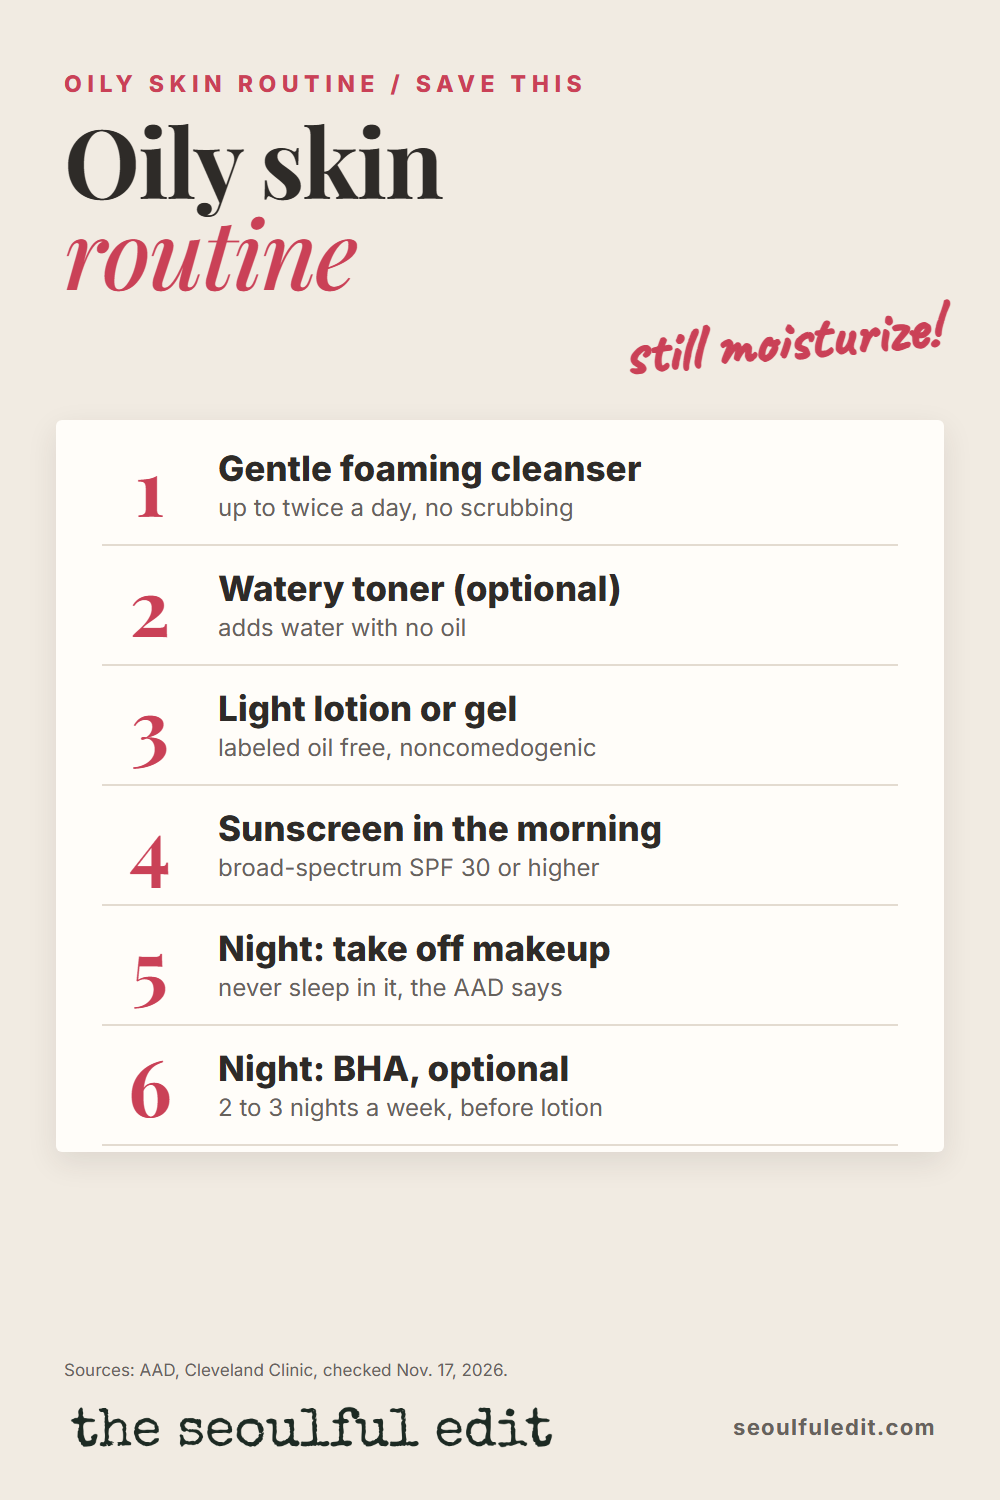 OILY SKIN ROUTINE / SAVE THIS
Oily skin
routine
still moisturize!
1
Gentle foaming cleanser
up to twice a day, no scrubbing
2
Watery toner (optional)
adds water with no oil
3
Light lotion or gel
labeled oil free, noncomedogenic
4
Sunscreen in the morning
broad-spectrum SPF 30 or higher
5
Night: take off makeup
never sleep in it, the AAD says
6
Night: BHA, optional
2 to 3 nights a week, before lotion
Sources: AAD, Cleveland Clinic, checked Nov. 17, 2026.
the seoulful edit
seoulfuledit.com